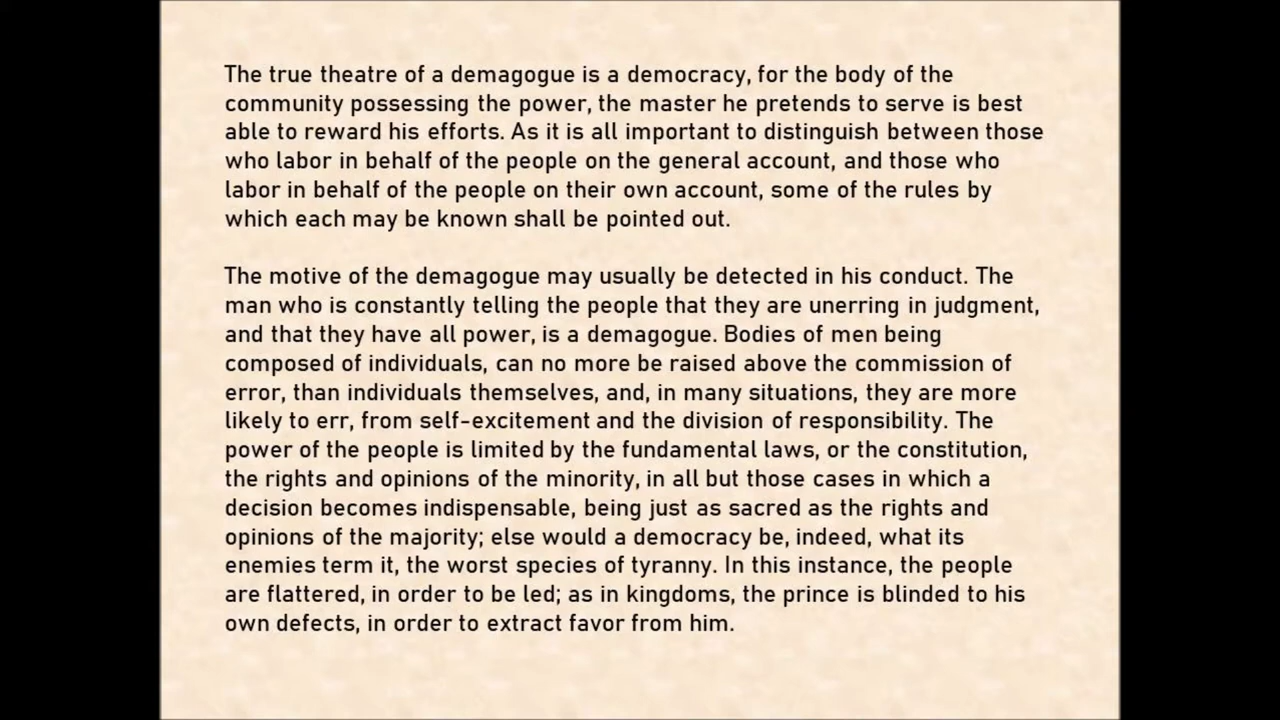 The true theatre of a demagogue is a democracy, for the body of the
community possessing the power, the master he pretends to serve is best
able to reward his efforts. As it is all important to distinguish between those
who labor in behalf of the people on the general account, and those who
labor in behalf of the people on their own account, some of the rules by
which each may be known shall be pointed out.
The motive of the demagogue may usually be detected in his conduct. The
man who is constantly telling the people that they are unerring in judgment,
and that they have all power, is a demagogue. Bodies of men being
composed of individuals, can no more be raised above the commission of
error, than individuals themselves, and, in many situations, they are more
likely to err, from self-excitement and the division of responsibility. The
power of the people is limited by the fundamental laws, or the constitution,
the rights and opinions of the minority, in all but those cases in which a
decision becomes indispensable, being just as sacred as the rights and
opinions of the majority; else would a democracy be, indeed, what its
enemies term it, the worst species of tyranny. In this instance, the people
are flattered, in order to be led; as in kingdoms, the prince is blinded to his
own defects, in order to extract favor from him.